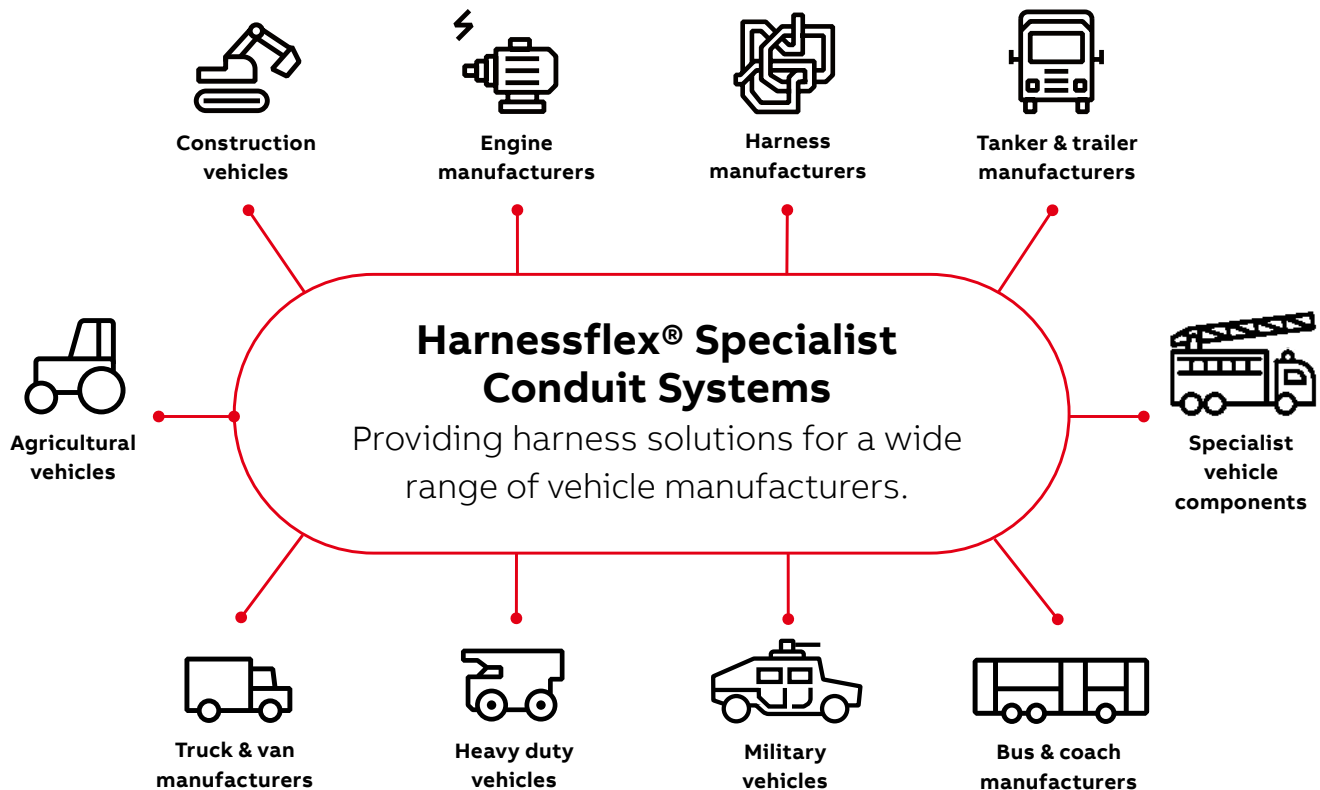 Construction
vehicles
Engine
manufacturers
Harness
manufacturers
Tanker & trailer
manufacturers
Harnessflex® Specialist
Conduit Systems
Providing harness solutions for a wide
range of vehicle manufacturers.
Agricultural
vehicles
Specialist
vehicle
components
Truck & van
manufacturers
Heavy duty
vehicles
Military
vehicles
Bus & coach
manufacturers